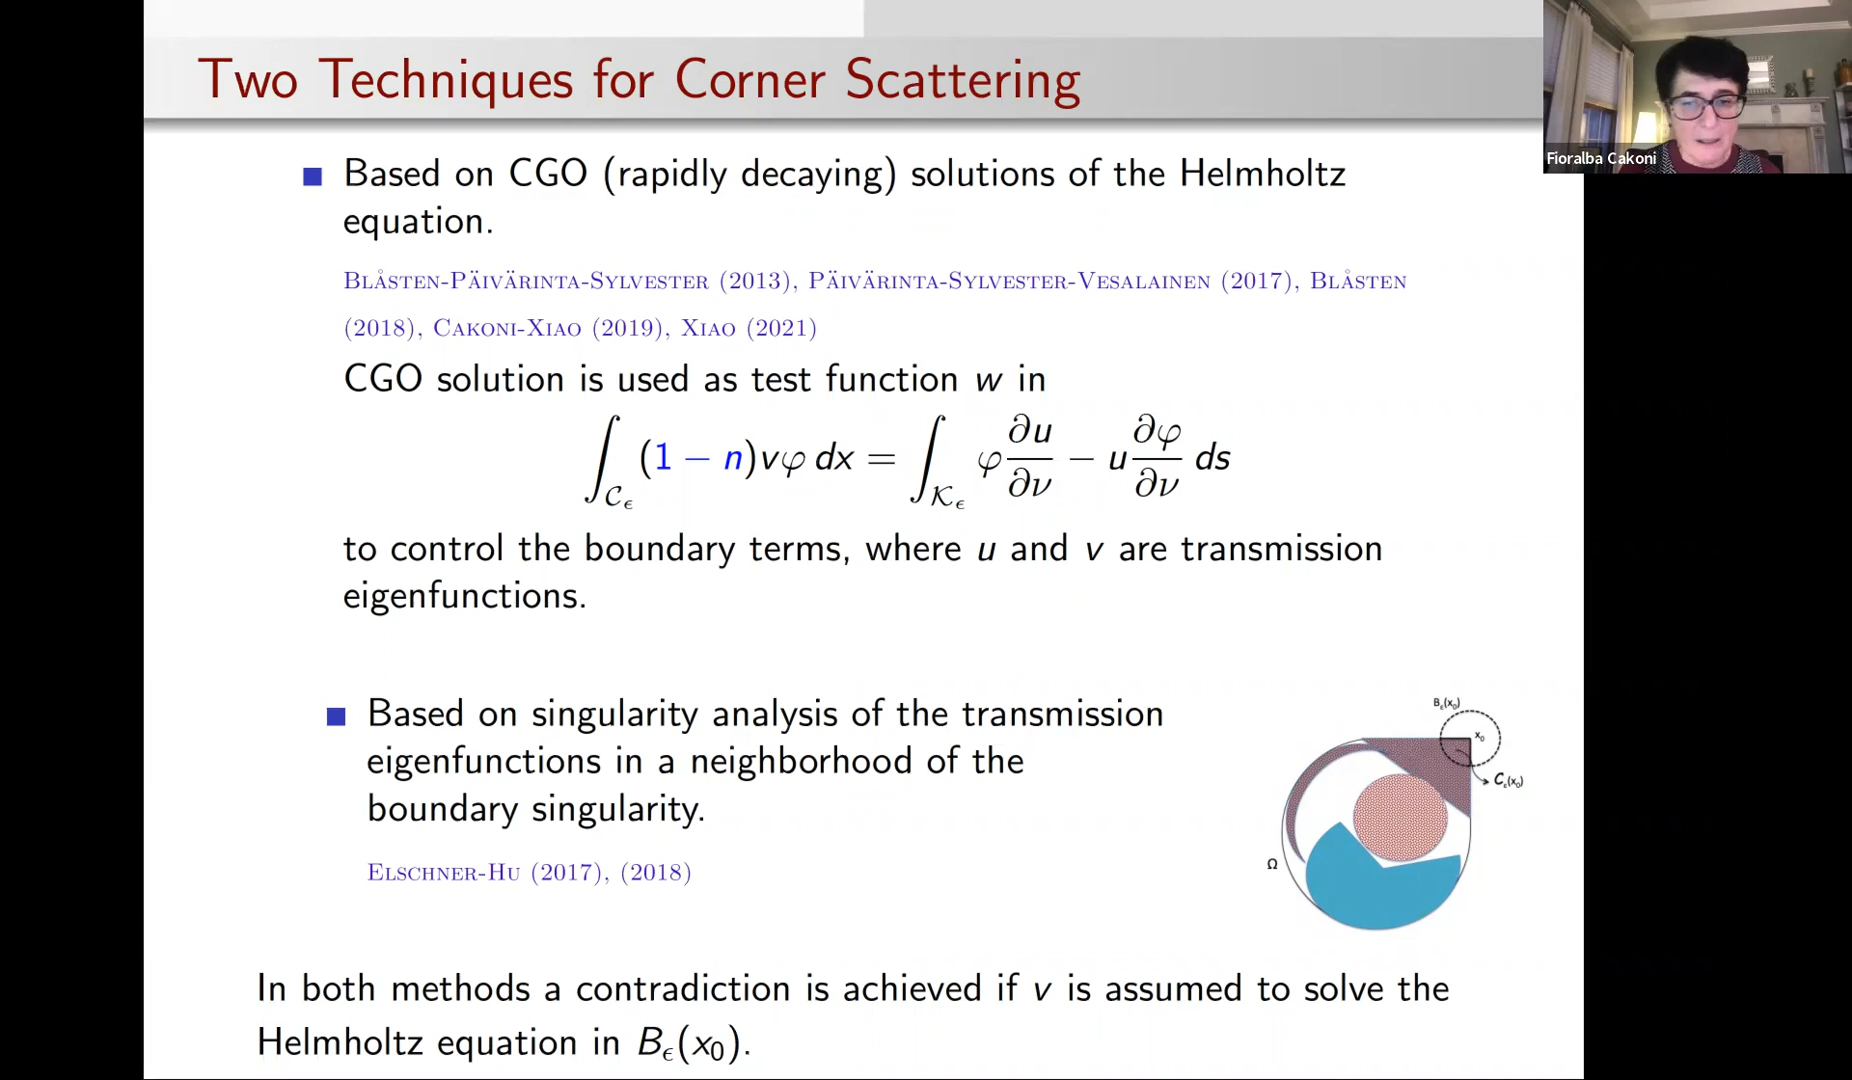 Two Techniques for Corner Scattering
Fioralba Cakoni
■ Based on CGO (rapidly decaying) solutions of the Helmholtz
equation.
Blåsten-Päivärinta-Sylvester (2013), Päivärinta-Sylvester-Vesalainen (2017), Blåsten
(2018), Cakoni-Xiao (2019), Xiao (2021)
CGO solution is used as test function w in
∫_{𝒞_ϵ} (1 − n)vφ dx = ∫_{𝒦_ϵ} φ ∂u/∂ν − u ∂φ/∂ν ds
to control the boundary terms, where u and v are transmission
eigenfunctions.
■ Based on singularity analysis of the transmission
eigenfunctions in a neighborhood of the
boundary singularity.
Elschner-Hu (2017), (2018)
B_ε(x₀)
x₀
C_ε(x₀)
Ω
In both methods a contradiction is achieved if v is assumed to solve the
Helmholtz equation in B_ϵ(x₀).